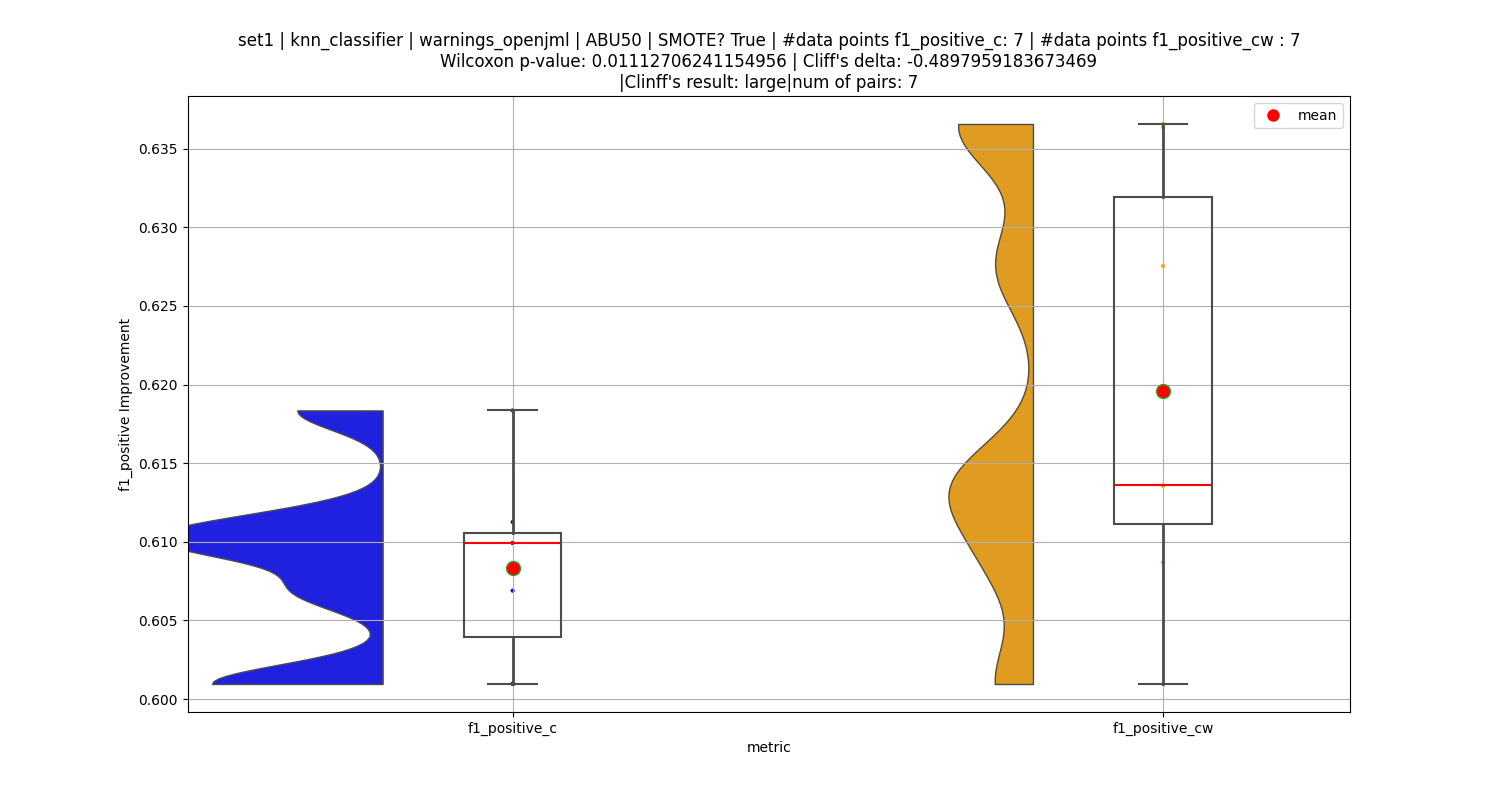 set1 | knn_classifier | warnings_openjml | ABU50 | SMOTE? True | #data points f1_positive_c: 7 | #data points f1_positive_cw : 7
Wilcoxon p-value: 0.01112706241154956 | Cliff's delta: -0.4897959183673469
|Clinff's result: large|num of pairs: 7
mean
0.635
0.630
0.625
0.620
0.615
0.610
0.605
0.600
f1_positive Improvement
f1_positive_c
f1_positive_cw
metric